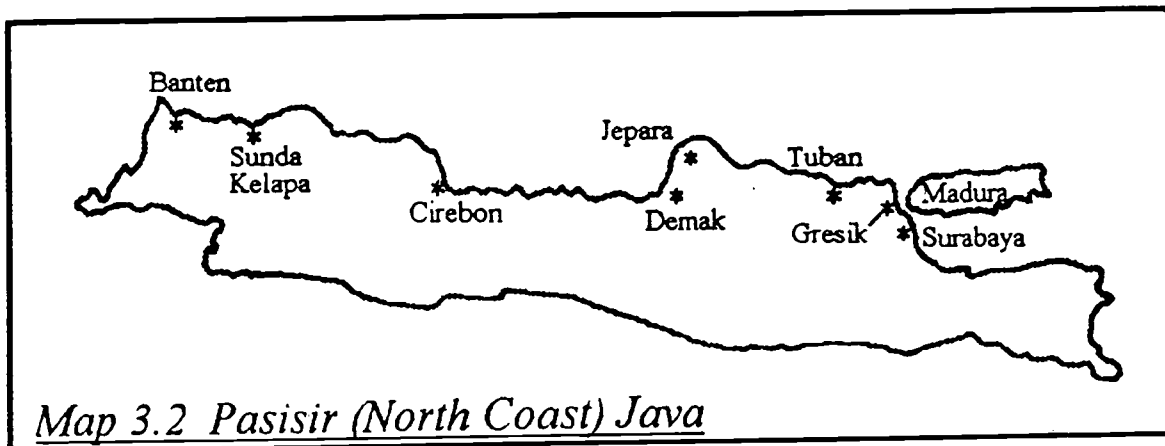 Banten
Sunda
Kelapa
Cirebon
Jepara
Demak
Tuban
Gresik
Madura
Surabaya
Map 3.2 Pasisir (North Coast) Java